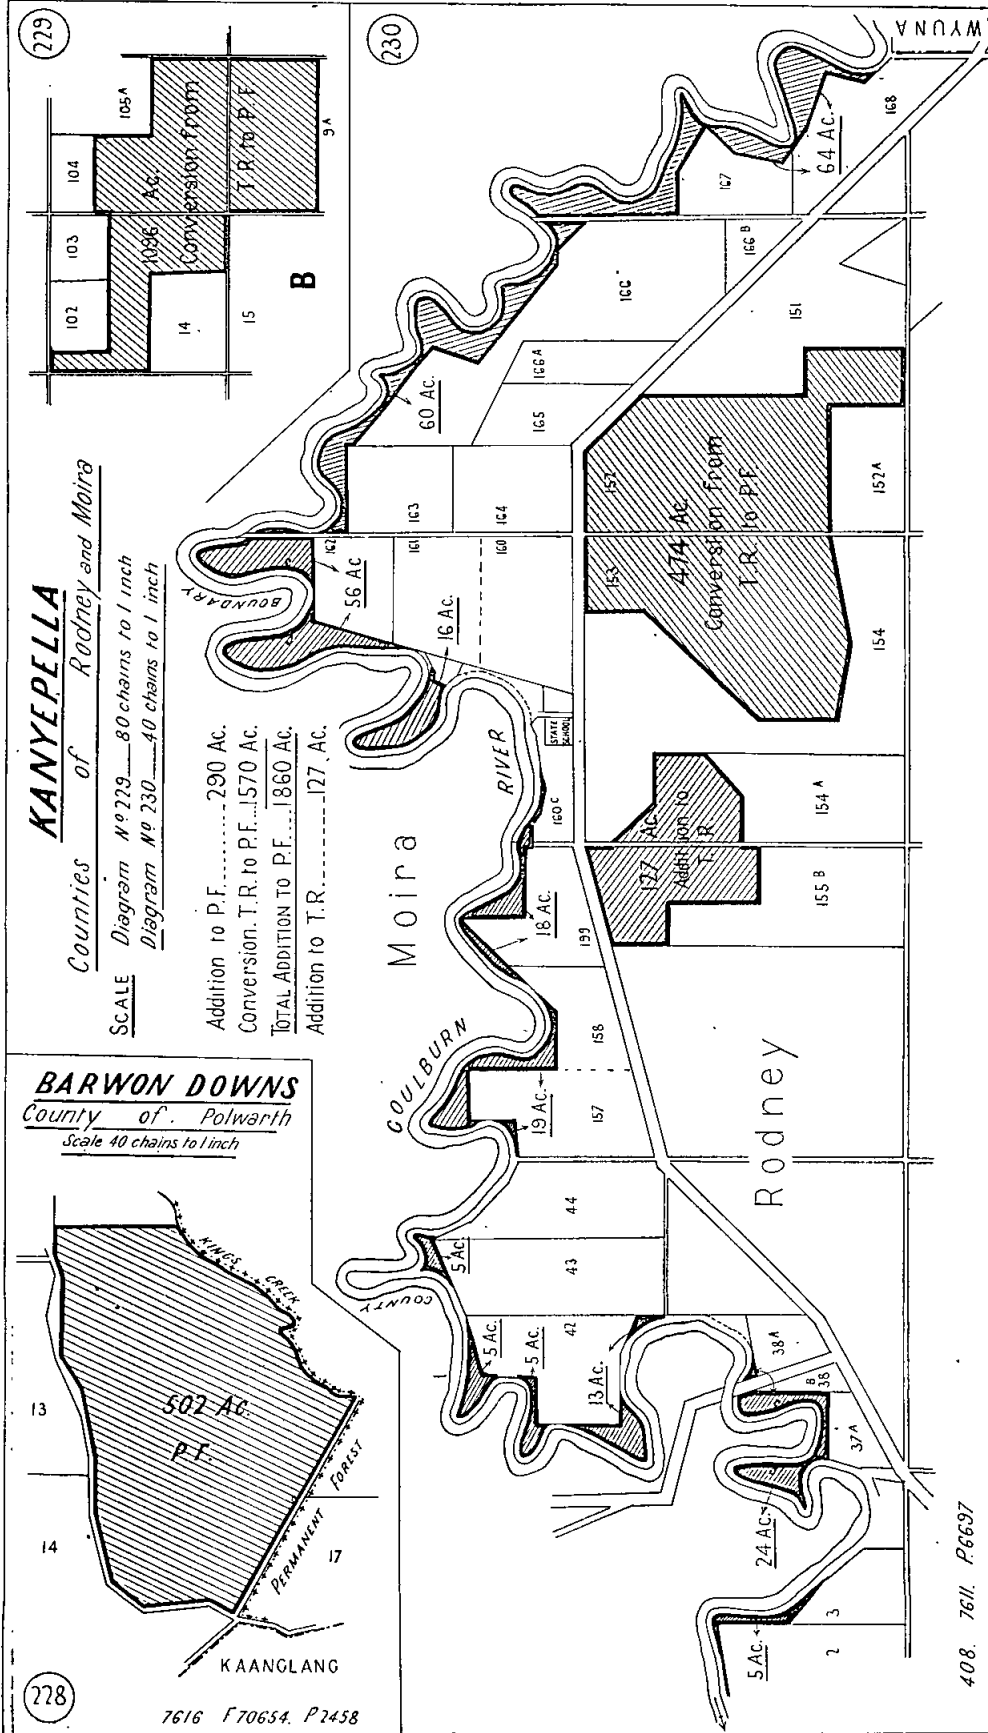 229
102
103
104
105A
1096 Ac.
Conversion from
T.R. to P.F.
14
15
9A
B
KANYEPELLA
Counties of Rodney and Moira
SCALE Diagram Nº 229 80 chains to 1 inch
Diagram Nº 230 40 chains to 1 inch
Addition to P.F. 290 Ac.
Conversion. T.R. to P.F. 1570 Ac.
TOTAL ADDITION TO P.F. 1860 Ac.
Addition to T.R. 127 Ac.
BARWON DOWNS
County of Polwarth
Scale 40 chains to 1 inch
KINGS CREEK
502 Ac.
P.F.
13
14
17
PERMANENT FOREST
KAANGLANG
228
7616 F70654. P2458
230
WYUNA
168
64 Ac.
167
166B
166
151
166A
165
60 Ac.
163
164
162
161
160
56 Ac
16 Ac.
BOUNDARY
152
153
474 Ac.
Conversion from
T.R. to P.F.
152A
154
STATE SCHOOL
RIVER
160C
Moira
127 Ac.
Addition to
T.R.
154A
155B
18 Ac.
199
158
19 Ac.
157
GOULBURN
Rodney
44
43
5 Ac.
COUNTY
42
5 Ac.
5 Ac.
13 Ac.
1
38A
B
38
37A
24 Ac.
5 Ac.
3
2
408. 7611. P.6697